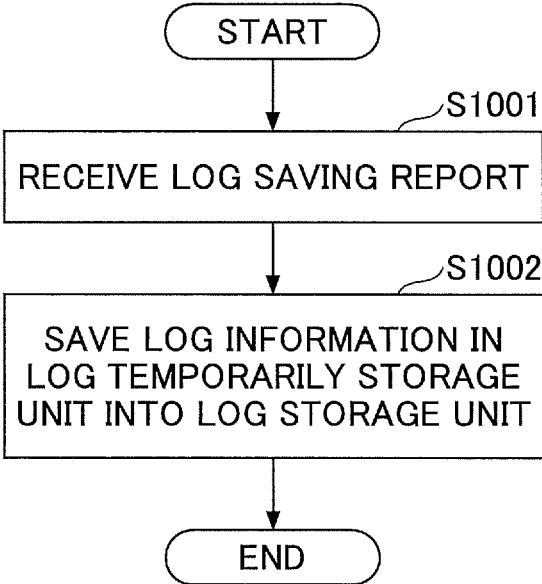 START
S1001
RECEIVE LOG SAVING REPORT
S1002
SAVE LOG INFORMATION IN
LOG TEMPORARILY STORAGE
UNIT INTO LOG STORAGE UNIT
END